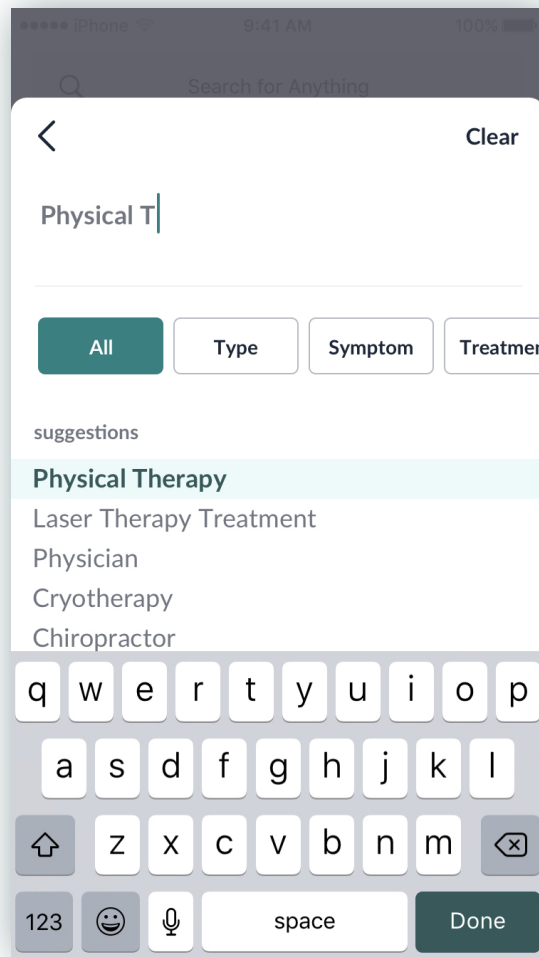 iPhone 9:41 AM 100%
Search for Anything
Clear
Physical T
All Type Symptom Treatmen
suggestions
Physical Therapy
Laser Therapy Treatment
Physician
Cryotherapy
Chiropractor
q w e r t y u i o p
a s d f g h j k l
z x c v b n m
123 space Done